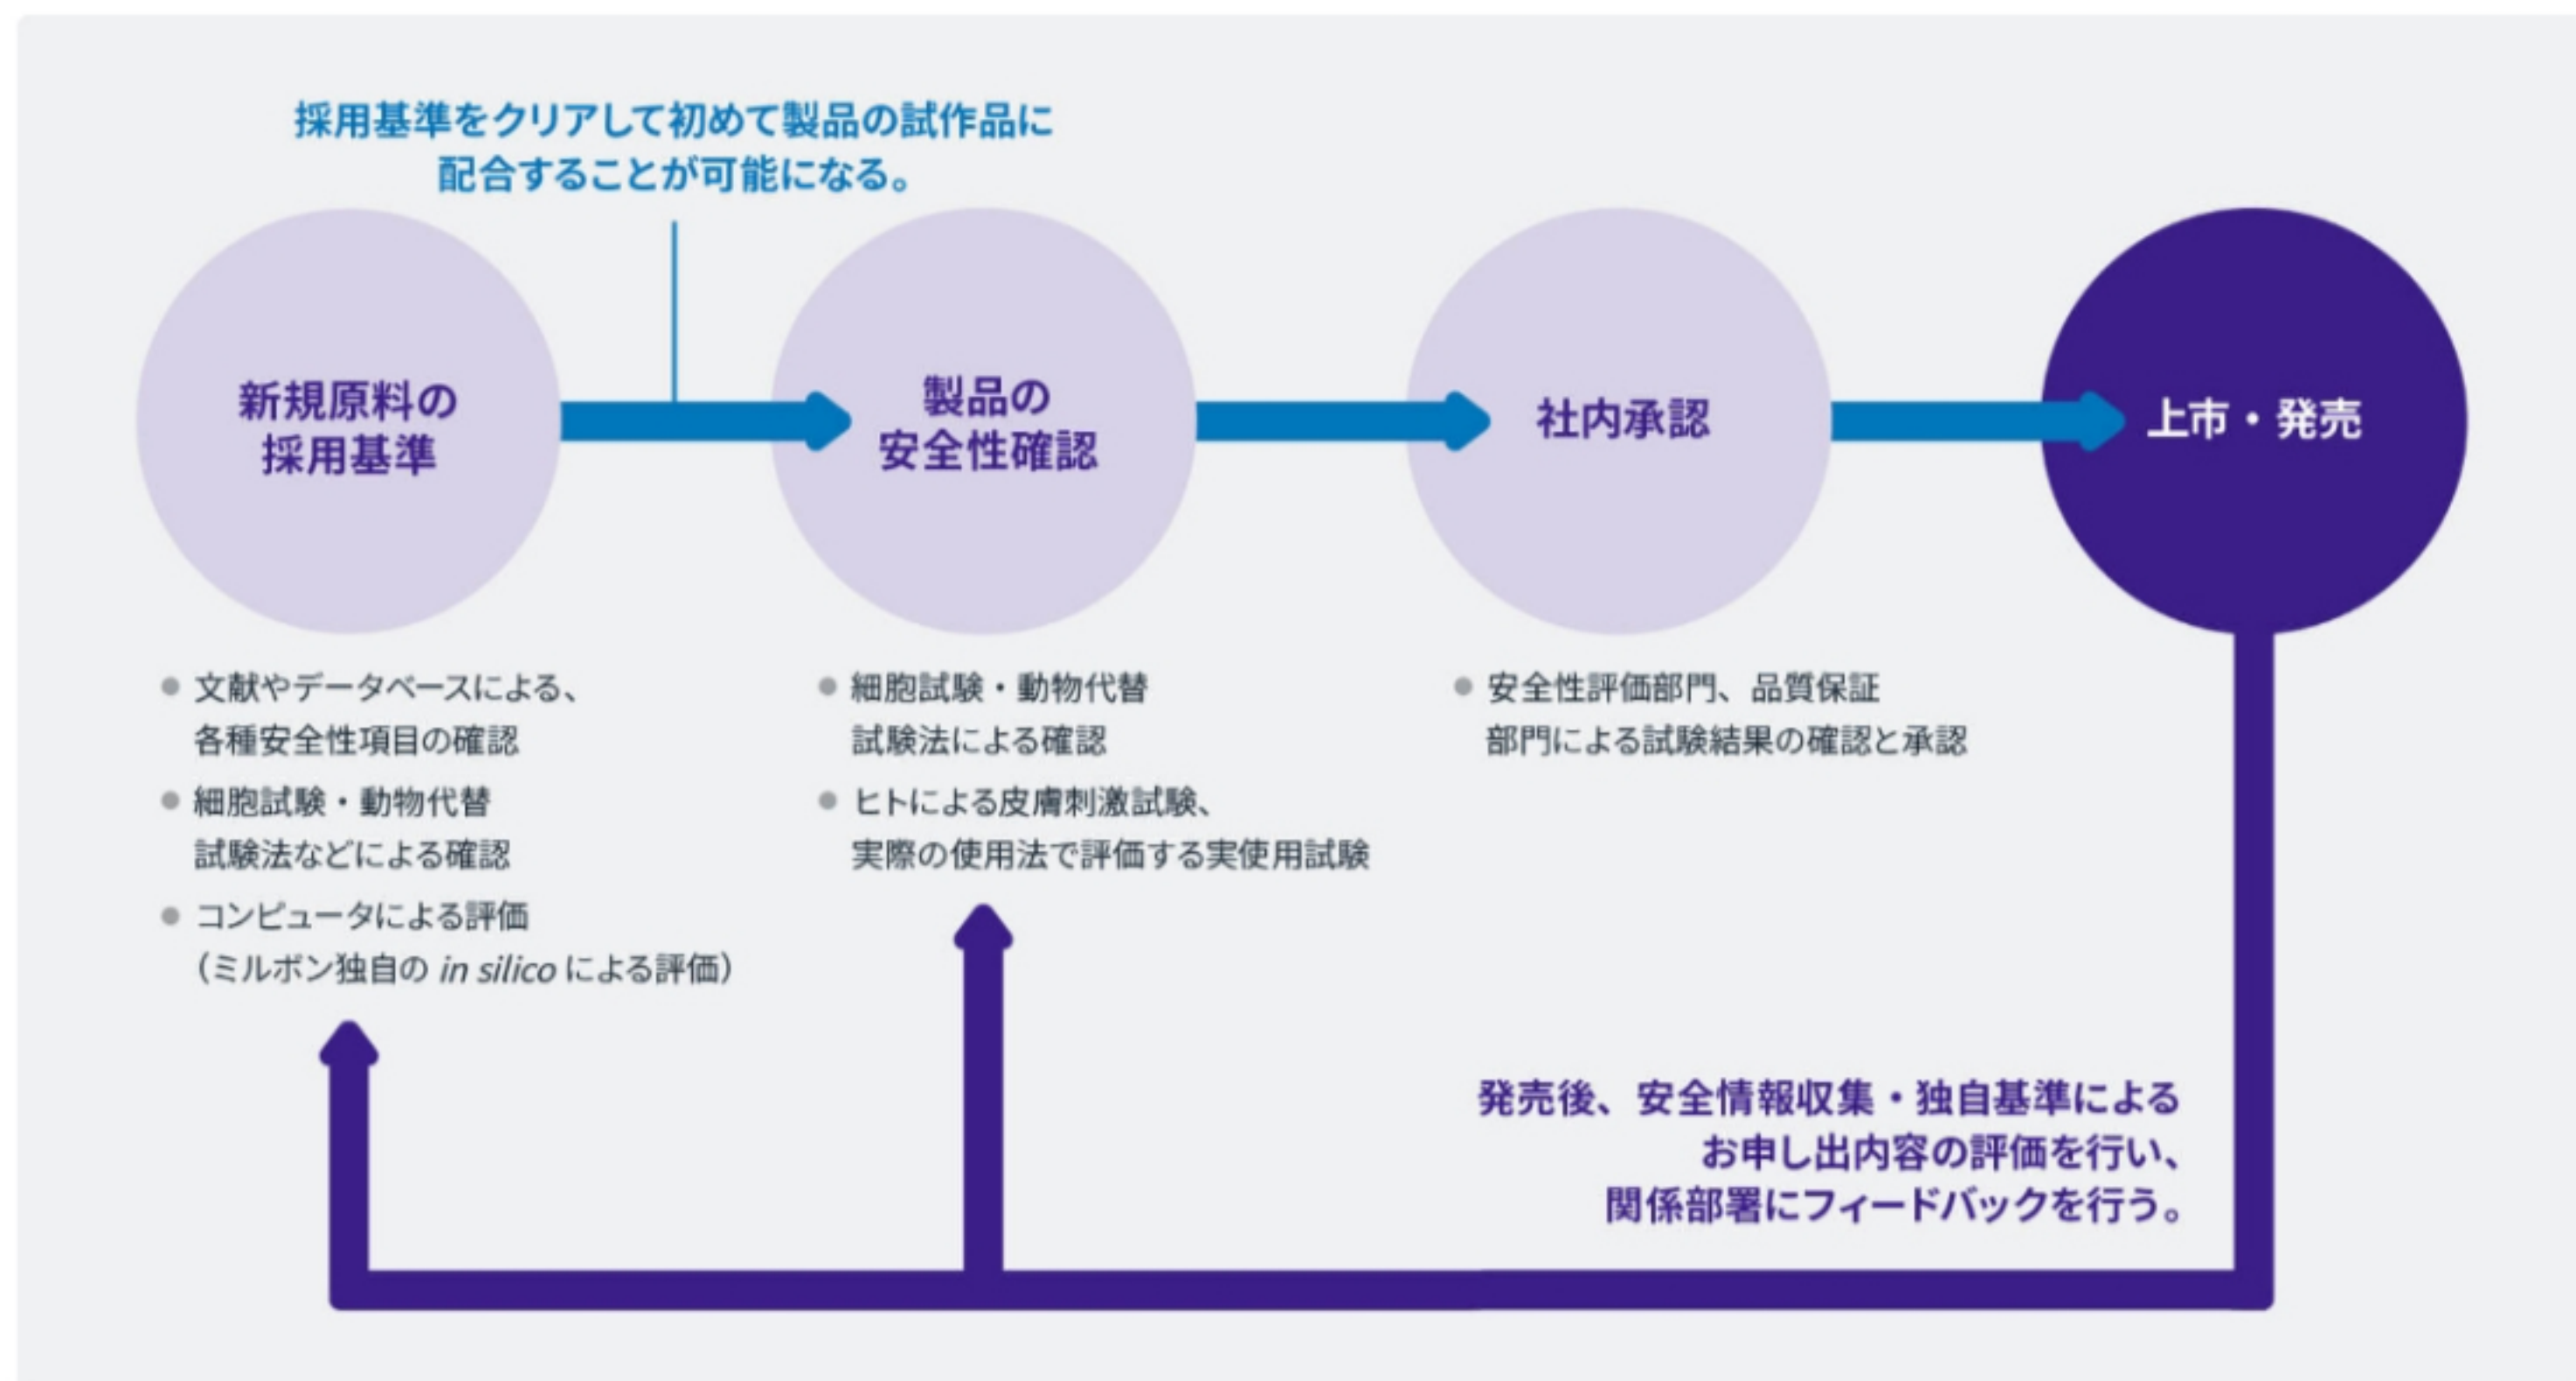 採用基準をクリアして初めて製品の試作品に
配合することが可能になる。
新規原料の
採用基準
製品の
安全性確認
社内承認
上市・発売
文献やデータベースによる、
各種安全性項目の確認
細胞試験・動物代替
試験法などによる確認
コンピュータによる評価
（ミルボン独自の in silico による評価）
細胞試験・動物代替
試験法による確認
ヒトによる皮膚刺激試験、
実際の使用法で評価する実使用試験
安全性評価部門、品質保証
部門による試験結果の確認と承認
発売後、安全情報収集・独自基準による
お申し出内容の評価を行い、
関係部署にフィードバックを行う。